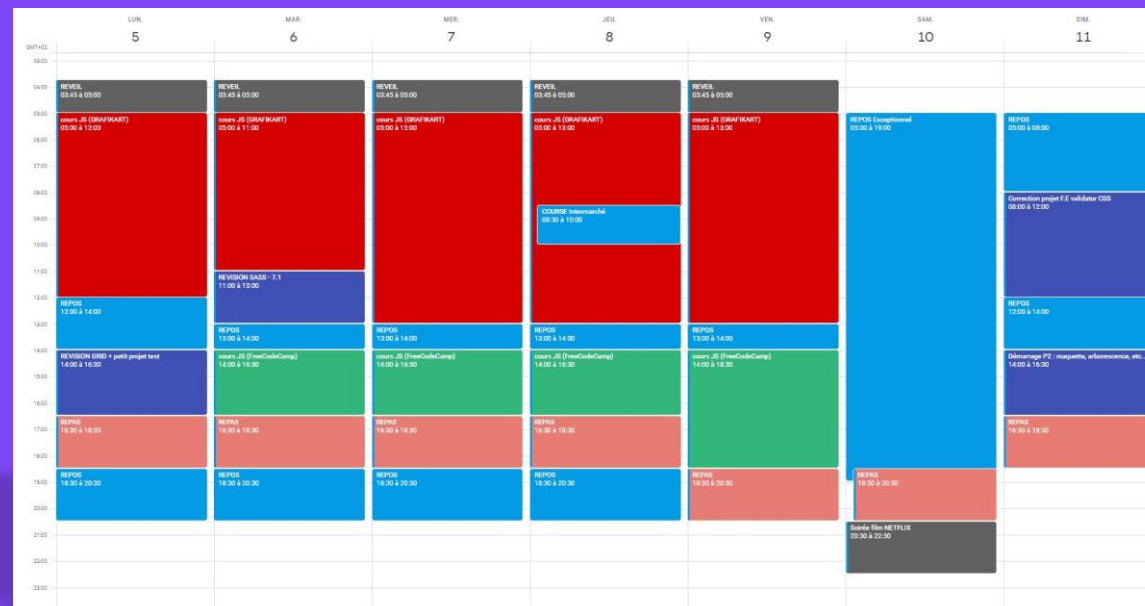 LUN.
5
MAR.
6
MER.
7
JEU.
8
VEN.
9
SAM.
10
DIM.
11
GMT+02
03:00
04:00
05:00
06:00
07:00
08:00
09:00
10:00
11:00
12:00
13:00
14:00
15:00
16:00
17:00
18:00
19:00
20:00
21:00
22:00
23:00
REVEIL
03:45 à 05:00
cours JS (GRAFIKART)
05:00 à 12:00
REPOS
12:00 à 14:00
REVISION GRID + petit projet test
14:00 à 16:30
REPAS
16:30 à 18:30
REPOS
18:30 à 20:30
REVEIL
03:45 à 05:00
cours JS (GRAFIKART)
05:00 à 11:00
REVISION SASS - 7.1
11:00 à 13:00
REPOS
13:00 à 14:00
cours JS (FreeCodeCamp)
14:00 à 16:30
REPAS
16:30 à 18:30
REPOS
18:30 à 20:30
REVEIL
03:45 à 05:00
cours JS (GRAFIKART)
05:00 à 13:00
REPOS
13:00 à 14:00
cours JS (FreeCodeCamp)
14:00 à 16:30
REPAS
16:30 à 18:30
REPOS
18:30 à 20:30
REVEIL
03:45 à 05:00
cours JS (GRAFIKART)
05:00 à 13:00
COURSE Intermarché
08:30 à 10:00
REPOS
13:00 à 14:00
cours JS (FreeCodeCamp)
14:00 à 16:30
REPAS
16:30 à 18:30
REPOS
18:30 à 20:30
REVEIL
03:45 à 05:00
cours JS (GRAFIKART)
05:00 à 13:00
REPOS
13:00 à 14:00
cours JS (FreeCodeCamp)
14:00 à 18:30
REPAS
18:30 à 20:30
REPOS Exceptionnel
05:00 à 19:00
REPAS
18:30 à 20:30
Soirée film NETFLIX
20:30 à 22:30
REPOS
05:00 à 08:00
Correction projet F.E validator CSS
08:00 à 12:00
REPOS
12:00 à 14:00
Démarrage P2 : maquette, arborescence, etc...
14:00 à 16:30
REPAS
16:30 à 18:30